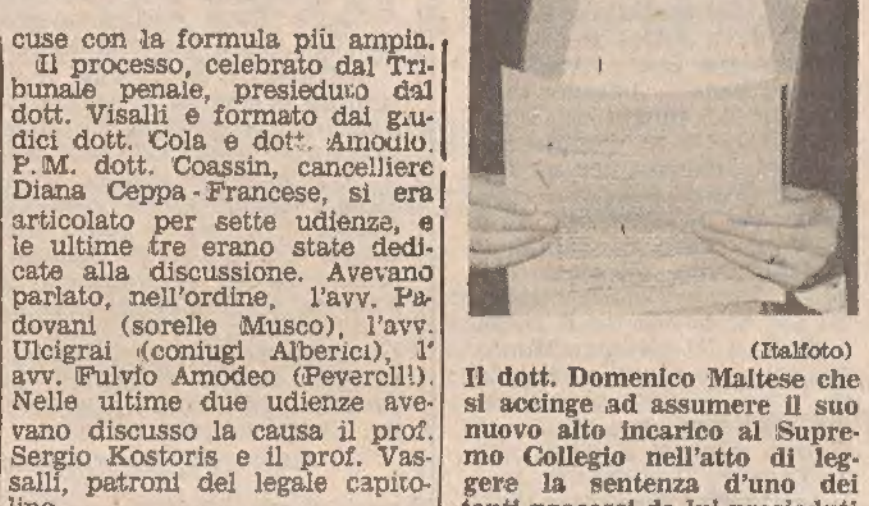 cuse con la formula più ampia.
Il processo, celebrato dal Tri-
bunale penale, presieduto dal
dott. Visalli e formato dai giu-
dici dott. Cola e dott. Amodio,
P.M. dott. Coassin, cancelliere
Diana Ceppa-Francese, si era
articolato per sette udienze, e
le ultime tre erano state dedi-
cate alla discussione. Avevano
parlato, nell'ordine, l'avv. Pa-
dovani (sorelle Musco), l'avv.
Ulcigrai (coniugi Alberici), l'
avv. Fulvio Amodeo (Peverelli).
Nelle ultime due udienze ave-
vano discusso la causa il prof.
Sergio Kostoris e il prof. Vas-
salli, patroni del legale capito-
lino.
(Italfoto)
Il dott. Domenico Maltese che
si accinge ad assumere il suo
nuovo alto incarico al Supre-
mo Collegio nell'atto di leg-
gere la sentenza d'uno dei